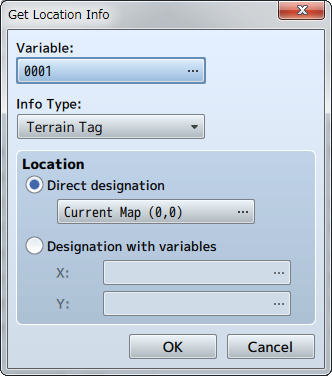 Get Location Info
Variable:
0001 ...
Info Type:
Terrain Tag
Location
Direct designation
Current Map (0,0) ...
Designation with variables
X: ...
Y: ...
OK Cancel